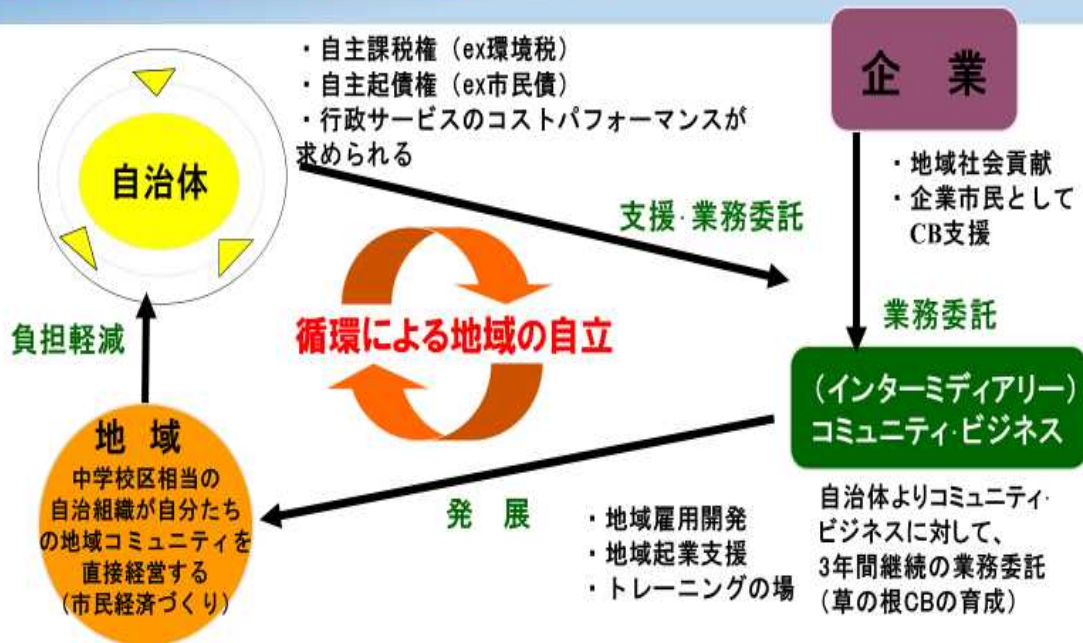 ・自主課税権（ex環境税）
・自主起債権（ex市民債）
・行政サービスのコストパフォーマンスが
求められる
企 業
・地域社会貢献
・企業市民として
CB支援
自治体
支援・業務委託
業務委託
負担軽減
循環による地域の自立
（インターミディアリー）
コミュニティ・ビジネス
地 域
中学校区相当の
自治組織が自分たち
の地域コミュニティを
直接経営する
（市民経済づくり）
発 展
・地域雇用開発
・地域起業支援
・トレーニングの場
自治体よりコミュニティ・
ビジネスに対して、
3年間継続の業務委託
（草の根CBの育成）